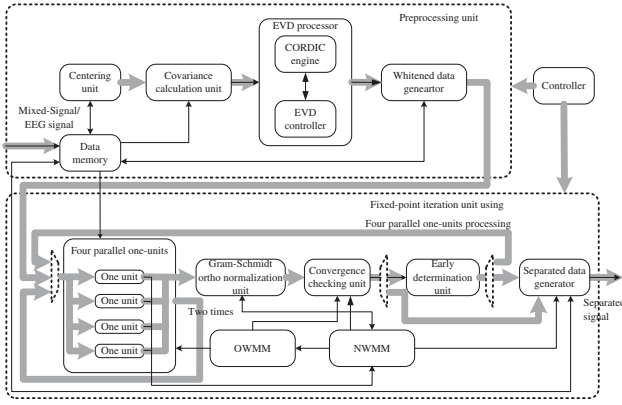 Preprocessing unit
EVD processor
CORDIC
engine
EVD
controller
Centering
unit
Covariance
calculation unit
Whitened data
geneartor
Controller
Mixed-Signal/
EEG signal
Data
memory
Fixed-point iteration unit using
Four parallel one-units processing
Four parallel one-units
One unit
One unit
One unit
One unit
Gram-Schmidt
ortho normalization
unit
Convergence
checking unit
Early
determination
unit
Separated data
generator
Separated
signal
Two times
OWMM
NWMM